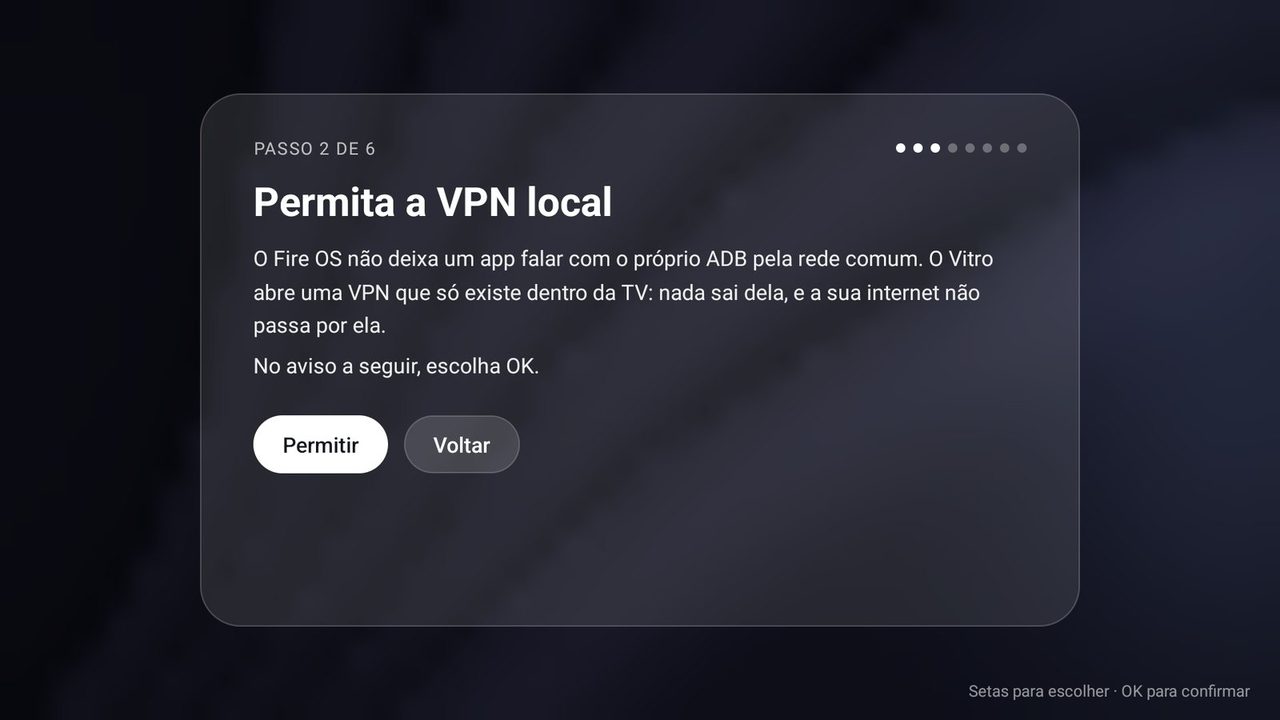 PASSO 2 DE 6
Permita a VPN local
O Fire OS não deixa um app falar com o próprio ADB pela rede comum. O Vitro
abre uma VPN que só existe dentro da TV: nada sai dela, e a sua internet não
passa por ela.
No aviso a seguir, escolha OK.
Permitir
Voltar
Setas para escolher · OK para confirmar